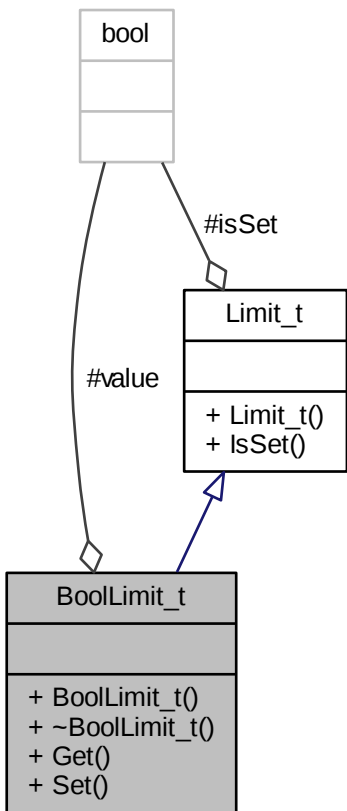 bool
#isSet
Limit_t
#value
+ Limit_t()
+ IsSet()
BoolLimit_t
+ BoolLimit_t()
+ ~BoolLimit_t()
+ Get()
+ Set()